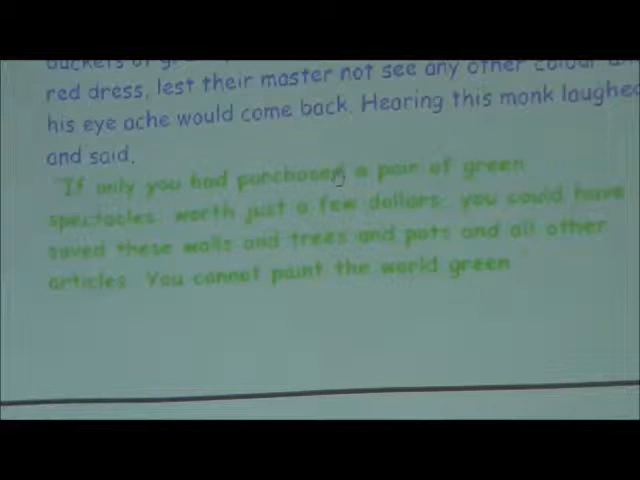 buckets of
red dress, lest their master not see any other colour
his eye ache would come back. Hearing this monk laughed
and said,
"If only you had purchased a pair of green
spectacles, worth just a few dollars, you could have
saved these walls and trees and pots and all other
articles. You cannot paint the world green